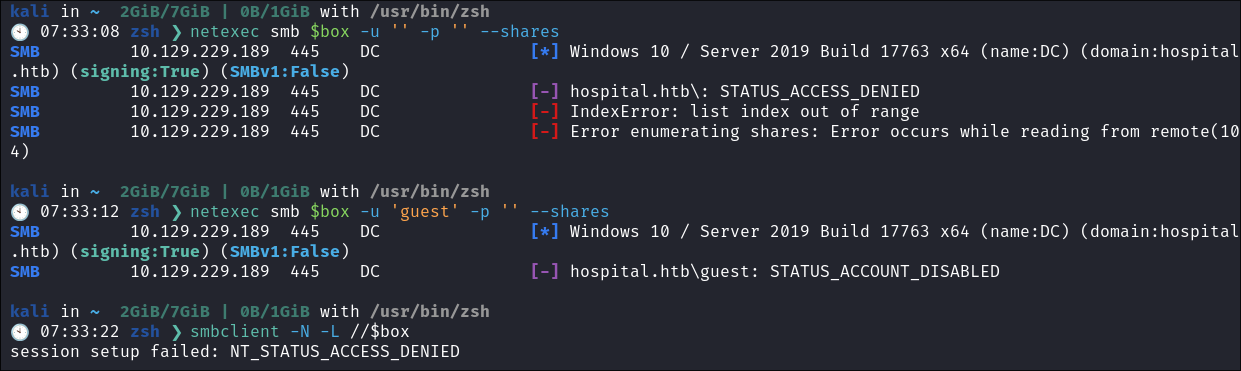 kali in ~  2GiB/7GiB | 0B/1GiB with /usr/bin/zsh
🕙 07:33:08 zsh ❯ netexec smb $box -u '' -p '' --shares
SMB         10.129.229.189  445    DC               [*] Windows 10 / Server 2019 Build 17763 x64 (name:DC) (domain:hospital
.htb) (signing:True) (SMBv1:False)
SMB         10.129.229.189  445    DC               [-] hospital.htb\: STATUS_ACCESS_DENIED
SMB         10.129.229.189  445    DC               [-] IndexError: list index out of range
SMB         10.129.229.189  445    DC               [-] Error enumerating shares: Error occurs while reading from remote(10
4)
kali in ~  2GiB/7GiB | 0B/1GiB with /usr/bin/zsh
🕙 07:33:12 zsh ❯ netexec smb $box -u 'guest' -p '' --shares
SMB         10.129.229.189  445    DC               [*] Windows 10 / Server 2019 Build 17763 x64 (name:DC) (domain:hospital
.htb) (signing:True) (SMBv1:False)
SMB         10.129.229.189  445    DC               [-] hospital.htb\guest: STATUS_ACCOUNT_DISABLED
kali in ~  2GiB/7GiB | 0B/1GiB with /usr/bin/zsh
🕙 07:33:22 zsh ❯ smbclient -N -L //$box
session setup failed: NT_STATUS_ACCESS_DENIED